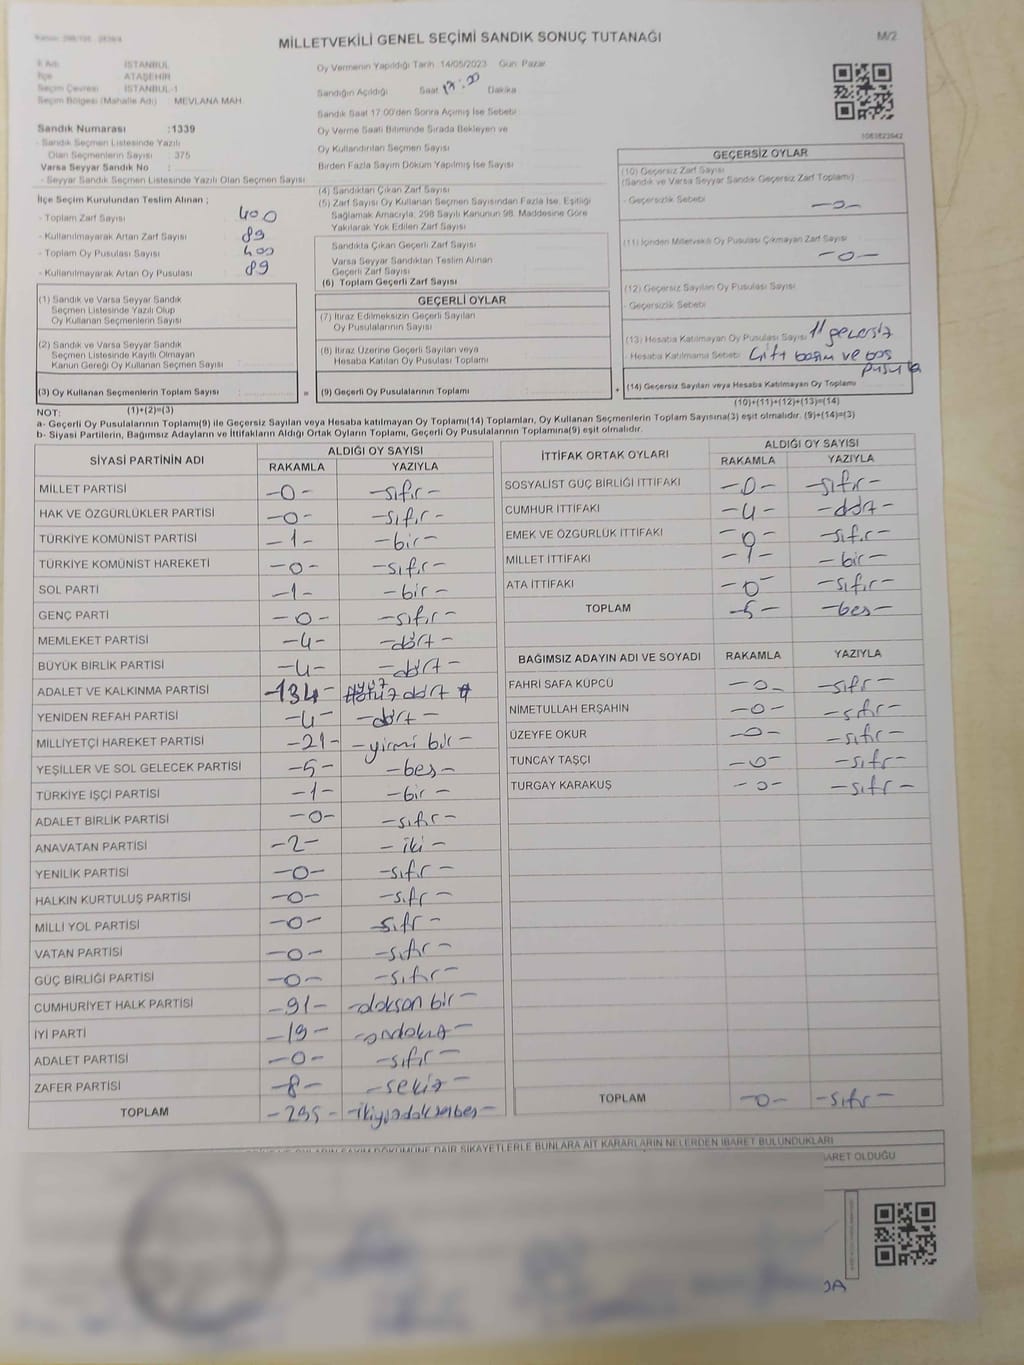 MİLLETVEKİLİ GENEL SEÇİMİ SANDIK SONUÇ TUTANAĞI
M/2
İl Adı : İSTANBUL
İlçe : ATAŞEHİR
Seçim Çevresi : İSTANBUL-1
Seçim Bölgesi (Mahalle Adı) : MEVLANA MAH.
Sandık Numarası :1339
- Sandık Seçmen Listesinde Yazılı
Olan Seçmenlerin Sayısı : 375
Varsa Seyyar Sandık No :
- Seyyar Sandık Seçmen Listesinde Yazılı Olan Seçmen Sayısı
İlçe Seçim Kurulundan Teslim Alınan ;
- Toplam Zarf Sayısı 400
- Kullanılmayarak Artan Zarf Sayısı 89
- Toplam Oy Pusulası Sayısı 400
- Kullanılmayarak Artan Oy Pusulası 89
Oy Vermenin Yapıldığı Tarih :14/05/2023 Gün: Pazar
Sandığın Açıldığı Saat 17:00 Dakika
Sandık Saat 17:00'den Sonra Açılmış İse Sebebi :
Oy Verme Saati Bitiminde Sırada Bekleyen ve
Oy Kullandırılan Seçmen Sayısı
Birden Fazla Sayım Döküm Yapılmış İse Sayısı
(4) Sandıktan Çıkan Zarf Sayısı
(5) Zarf Sayısı Oy Kullanan Seçmen Sayısından Fazla İse, Eşitliği
Sağlamak Amacıyla, 298 Sayılı Kanunun 98. Maddesine Göre
Yakılarak Yok Edilen Zarf Sayısı
Sandıkta Çıkan Geçerli Zarf Sayısı
Varsa Seyyar Sandıktan Teslim Alınan
Geçerli Zarf Sayısı
(6) Toplam Geçerli Zarf Sayısı
1083823942
GEÇERSİZ OYLAR
(10) Geçersiz Zarf Sayısı
(Sandık ve Varsa Seyyar Sandık Geçersiz Zarf Toplamı)
- Geçersizlik Sebebi -0-
(11) İçinden Milletvekili Oy Pusulası Çıkmayan Zarf Sayısı
-0-
(12) Geçersiz Sayılan Oy Pusulası Sayısı
- Geçersizlik Sebebi
(13) Hesaba Katılmayan Oy Pusulası Sayısı 11 geçersiz
- Hesaba Katılmama Sebebi Çift basım ve boş
pusula
(14) Geçersiz Sayılan veya Hesaba Katılmayan Oy Toplamı
(10)+(11)+(12)+(13)=(14)
(1) Sandık ve Varsa Seyyar Sandık
Seçmen Listesinde Yazılı Olup
Oy Kullanan Seçmenlerin Sayısı
(2) Sandık ve Varsa Seyyar Sandık
Seçmen Listesinde Kayıtlı Olmayan
Kanun Gereği Oy Kullanan Seçmen Sayısı
(3) Oy Kullanan Seçmenlerin Toplam Sayısı =
(1)+(2)=(3)
GEÇERLİ OYLAR
(7) İtiraz Edilmeksizin Geçerli Sayılan
Oy Pusulalarının Sayısı
(8) İtiraz Üzerine Geçerli Sayılan veya
Hesaba Katılan Oy Pusulası Toplamı
(9) Geçerli Oy Pusulalarının Toplamı +
NOT:
a- Geçerli Oy Pusulalarının Toplamı(9) ile Geçersiz Sayılan veya Hesaba katılmayan Oy Toplamı(14) Toplamları, Oy Kullanan Seçmenlerin Toplam Sayısına(3) eşit olmalıdır. (9)+(14)=(3)
b- Siyasi Partilerin, Bağımsız Adayların ve İttifakların Aldığı Ortak Oyların Toplamı, Geçerli Oy Pusulalarının Toplamına(9) eşit olmalıdır.
SİYASİ PARTİNİN ADI ALDIĞI OY SAYISI
RAKAMLA YAZIYLA
MİLLET PARTİSİ -0- -sıfır-
HAK VE ÖZGÜRLÜKLER PARTİSİ -0- -sıfır-
TÜRKİYE KOMÜNİST PARTİSİ -1- -bir-
TÜRKİYE KOMÜNİST HAREKETİ -0- -sıfır-
SOL PARTİ -1- -bir-
GENÇ PARTİ -0- -sıfır-
MEMLEKET PARTİSİ -4- -dört-
BÜYÜK BİRLİK PARTİSİ -4- -dört-
ADALET VE KALKINMA PARTİSİ -134- yüz otuz dört
YENİDEN REFAH PARTİSİ -4- -dört-
MİLLİYETÇİ HAREKET PARTİSİ -21- -yirmi bir-
YEŞİLLER VE SOL GELECEK PARTİSİ -5- -beş-
TÜRKİYE İŞÇİ PARTİSİ -1- -bir-
ADALET BİRLİK PARTİSİ -0- -sıfır-
ANAVATAN PARTİSİ -2- -iki-
YENİLİK PARTİSİ -0- -sıfır-
HALKIN KURTULUŞ PARTİSİ -0- -sıfır-
MİLLİ YOL PARTİSİ -0- -sıfır-
VATAN PARTİSİ -0- -sıfır-
GÜÇ BİRLİĞİ PARTİSİ -0- -sıfır-
CUMHURİYET HALK PARTİSİ -91- -doksan bir-
İYİ PARTİ -19- -ondokuz-
ADALET PARTİSİ -0- -sıfır-
ZAFER PARTİSİ -8- -sekiz-
TOPLAM -295- -ikiyüzdoksanbeş-
İTTİFAK ORTAK OYLARI ALDIĞI OY SAYISI
RAKAMLA YAZIYLA
SOSYALİST GÜÇ BİRLİĞİ İTTİFAKI -0- -sıfır-
CUMHUR İTTİFAKI -4- -dört-
EMEK VE ÖZGÜRLÜK İTTİFAKI -0- -sıfır-
MİLLET İTTİFAKI -1- -bir-
ATA İTTİFAKI -0- -sıfır-
TOPLAM -5- -beş-
BAĞIMSIZ ADAYIN ADI VE SOYADI RAKAMLA YAZIYLA
FAHRİ SAFA KÜPCÜ -0- -sıfır-
NİMETULLAH ERŞAHIN -0- -sıfır-
ÜZEYFE OKUR -0- -sıfır-
TUNCAY TAŞÇI -0- -sıfır-
TURGAY KARAKUŞ -0- -sıfır-
TOPLAM -0- -sıfır-
DÖKÜMÜNE DAİR ŞİKAYETLERLE BUNLARA AİT KARARLARIN NELERDEN İBARET BULUNDUKLARI
OLDUĞU